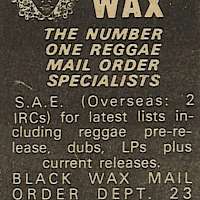 WAX
THE NUMBER
ONE REGGAE
MAIL ORDER
SPECIALISTS
S.A.E. (Overseas: 2
IRCs) for latest lists in-
cluding reggae pre-re-
lease, dubs, LPs plus
current releases.
BLACK WAX MAIL
ORDER DEPT. 23